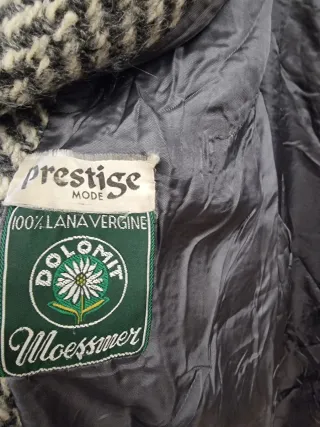 prestige
MODE
100% LANA VERGINE
DOLOMIT
Moessmer